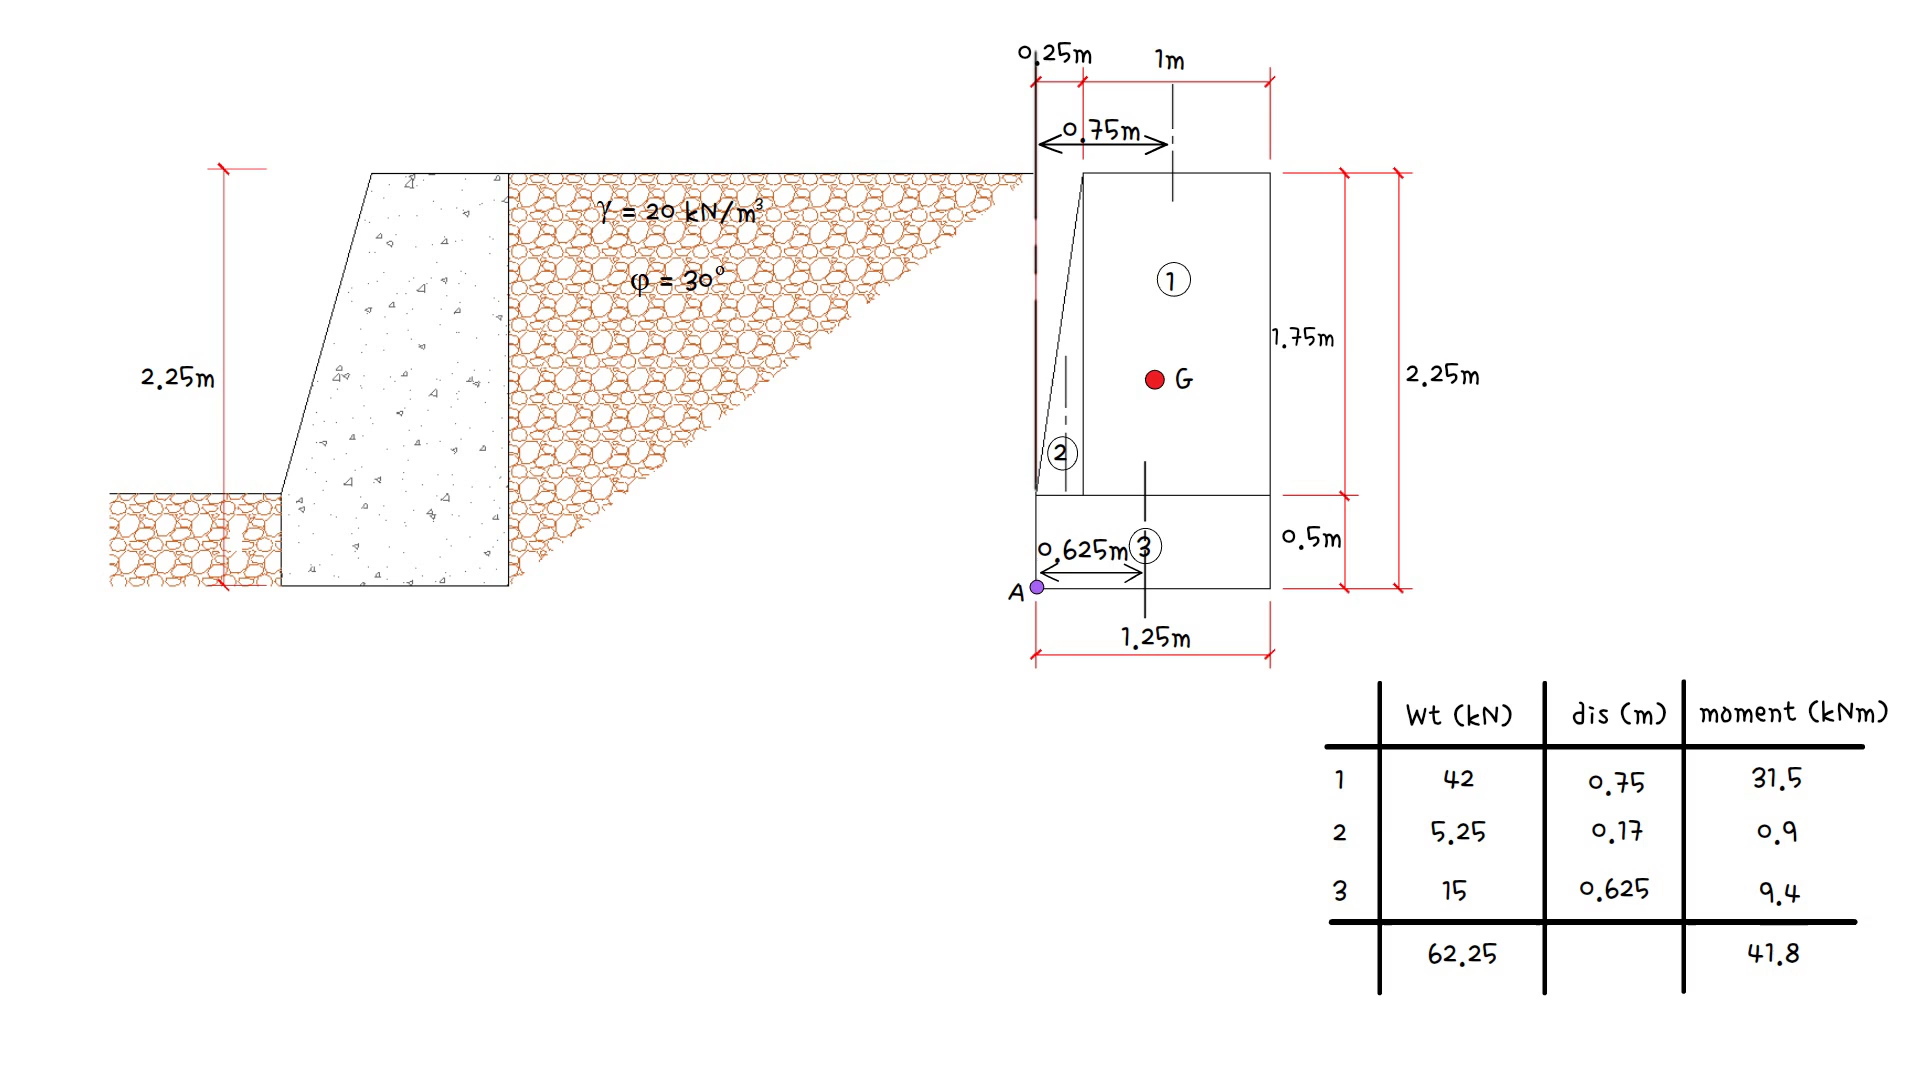 0.25m
1m
0.75m
γ = 20 kN/m³
φ = 30°
2.25m
1
G
1.75m
2.25m
2
3
0.625m
0.5m
A
1.25m
Wt (kN) dis (m) moment (kNm)
1 42 0.75 31.5
2 5.25 0.17 0.9
3 15 0.625 9.4
62.25 41.8